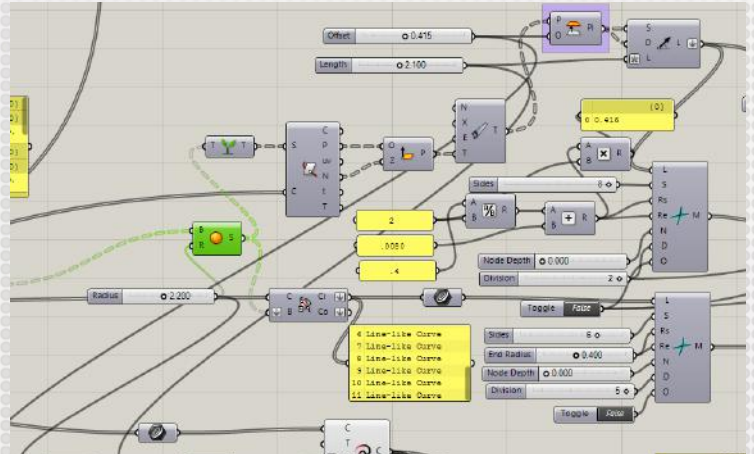 Offset
0.415
Length
2.100
P
O
Pl
S
D
L
L
N
X
E
T
T
{0}
0 0.416
T
T
S
C
C
P
uv
N
I
T
O
Z
P
A
B
R
Sides
6
2
A
B
A/B
R
A
B
R
.0080
.4
B
R
S
L
S
Rs
Re
N
D
O
M
Node Depth
0.000
Division
2
Toggle
False
Radius
2.200
C
B
Ci
Co
6 Line-like Curve
7 Line-like Curve
8 Line-like Curve
9 Line-like Curve
10 Line-like Curve
11 Line-like Curve
L
S
Rs
Re
N
D
O
M
Sides
6
End Radius
0.400
Node Depth
0.000
Division
5
Toggle
False
C
T
C